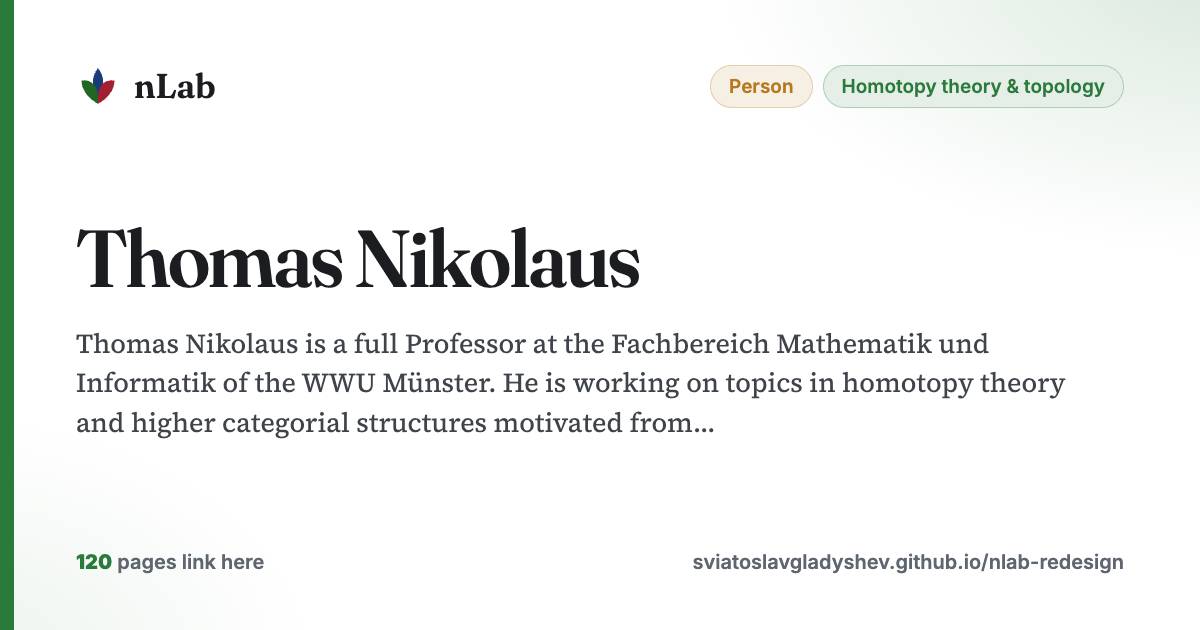 nLab
Person
Homotopy theory & topology
Thomas Nikolaus
Thomas Nikolaus is a full Professor at the Fachbereich Mathematik und
Informatik of the WWU Münster. He is working on topics in homotopy theory
and higher categorial structures motivated from...
120 pages link here
sviatoslavgladyshev.github.io/nlab-redesign